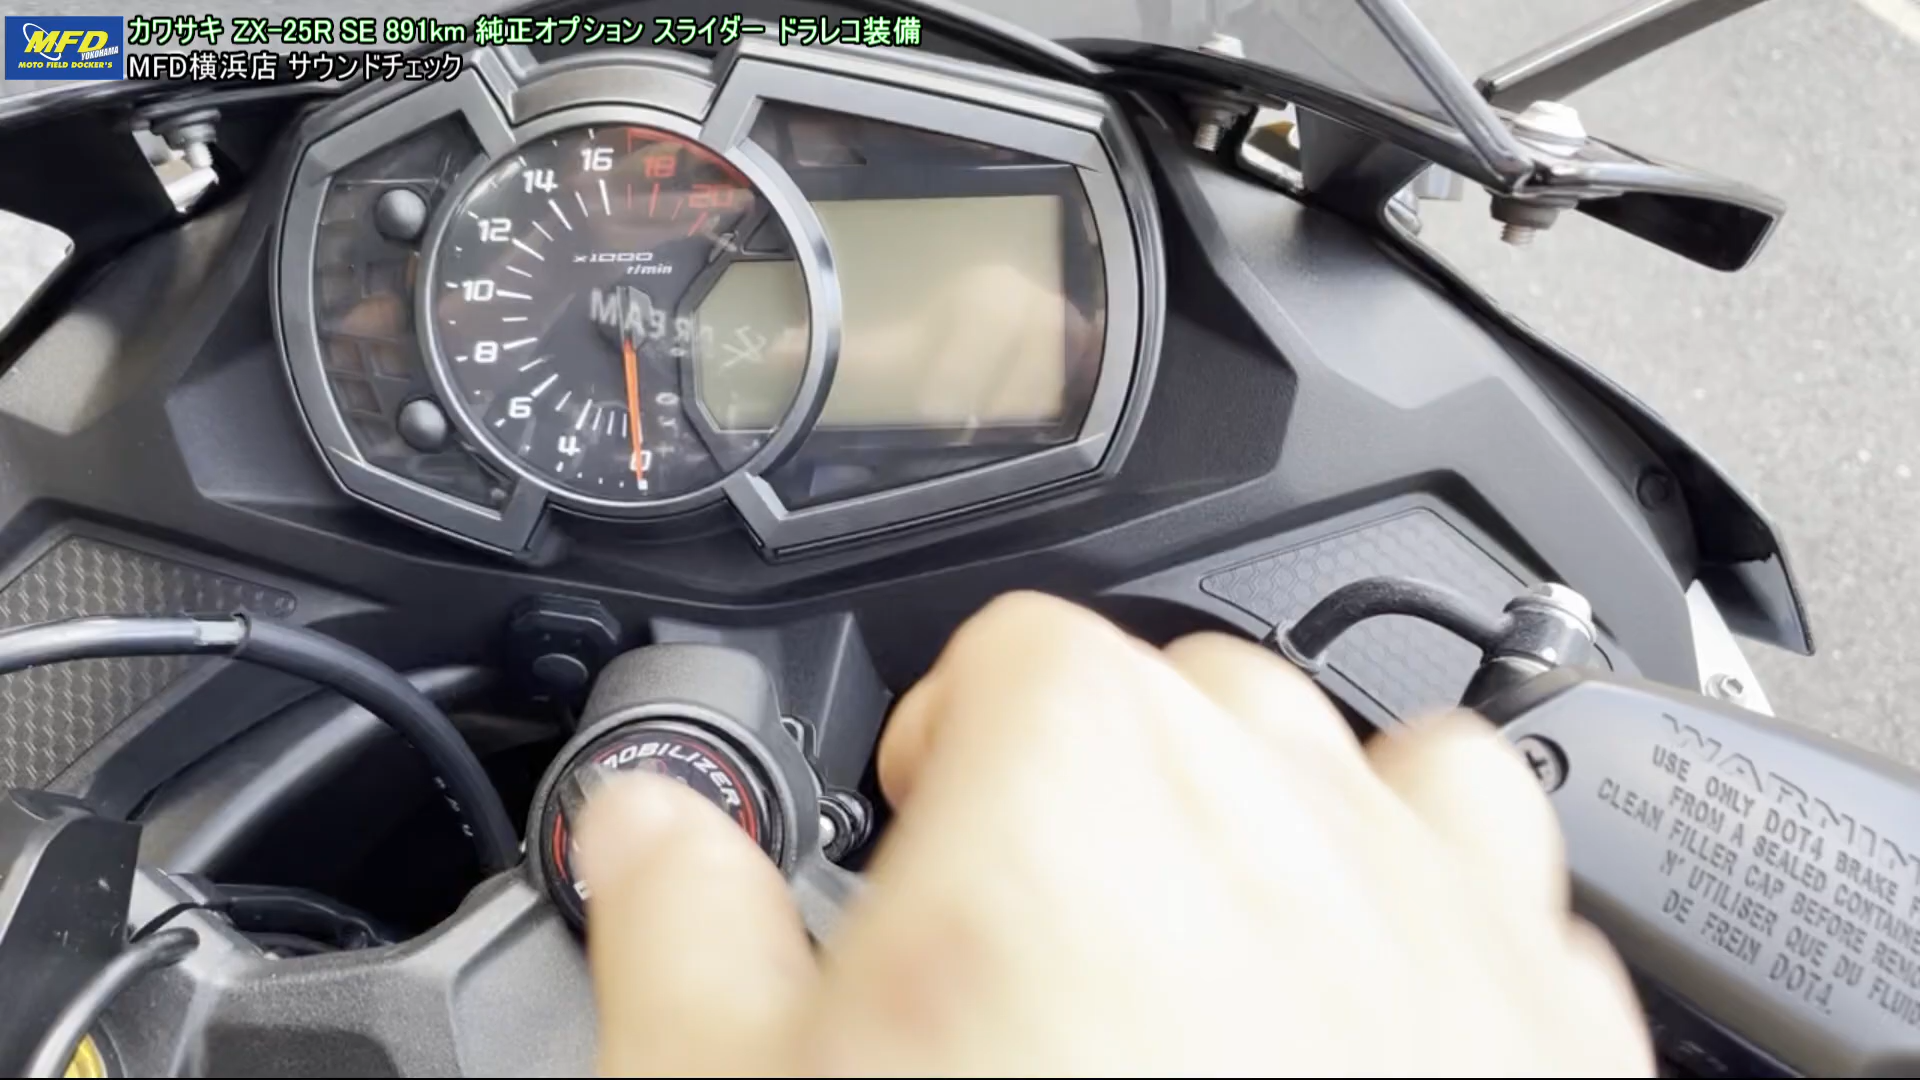 MFD
YOKOHAMA
MOTO FIELD DOCKER'S
カワサキ ZX-25R SE 891km 純正オプション スライダー ドラレコ装備
MFD横浜店 サウンドチェック
16
18
14
20
12
x1000
r/min
10
8
6
4
0
WARNIN
USE ONLY DOT4 BRAKE F
FROM A SEALED CONTAINE
CLEAN FILLER CAP BEFORE REMO
N'UTILISER QUE DU FLUID
DE FREIN DOT4.